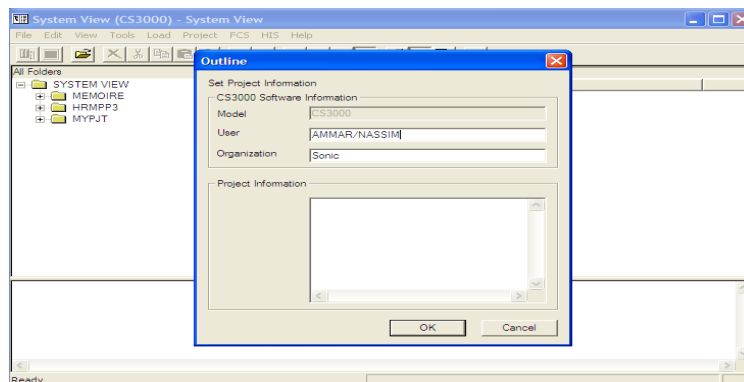 System View (CS3000) - System View
File Edit View Tools Load Project FCS HIS Help
All Folders
SYSTEM VIEW
MEMOIRE
HRMPP3
MYPJT
Outline
Set Project Information
CS3000 Software Information
Model CS3000
User AMMAR/NASSIM
Organization Sonic
Project Information
OK Cancel
Ready